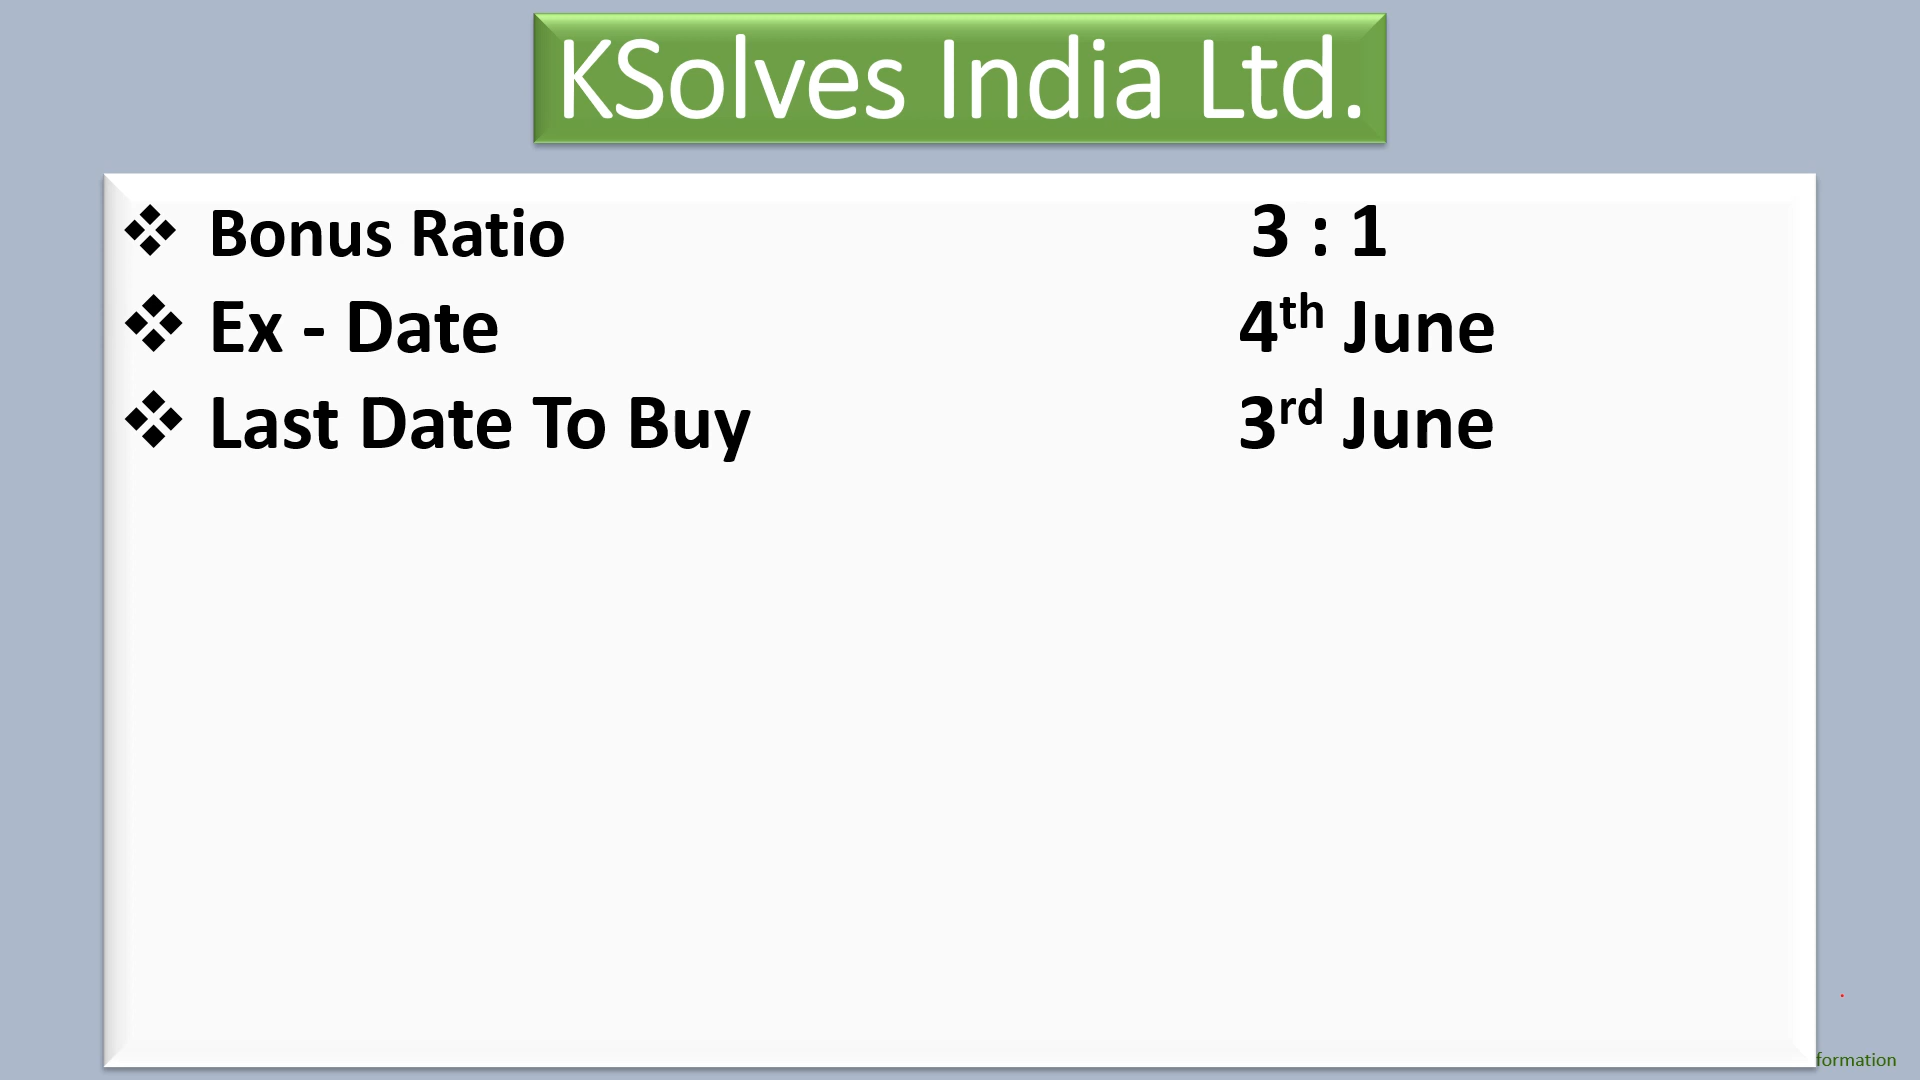 KSolves India Ltd.
❖ Bonus Ratio 3 : 1
❖ Ex - Date 4th June
❖ Last Date To Buy 3rd June
formation